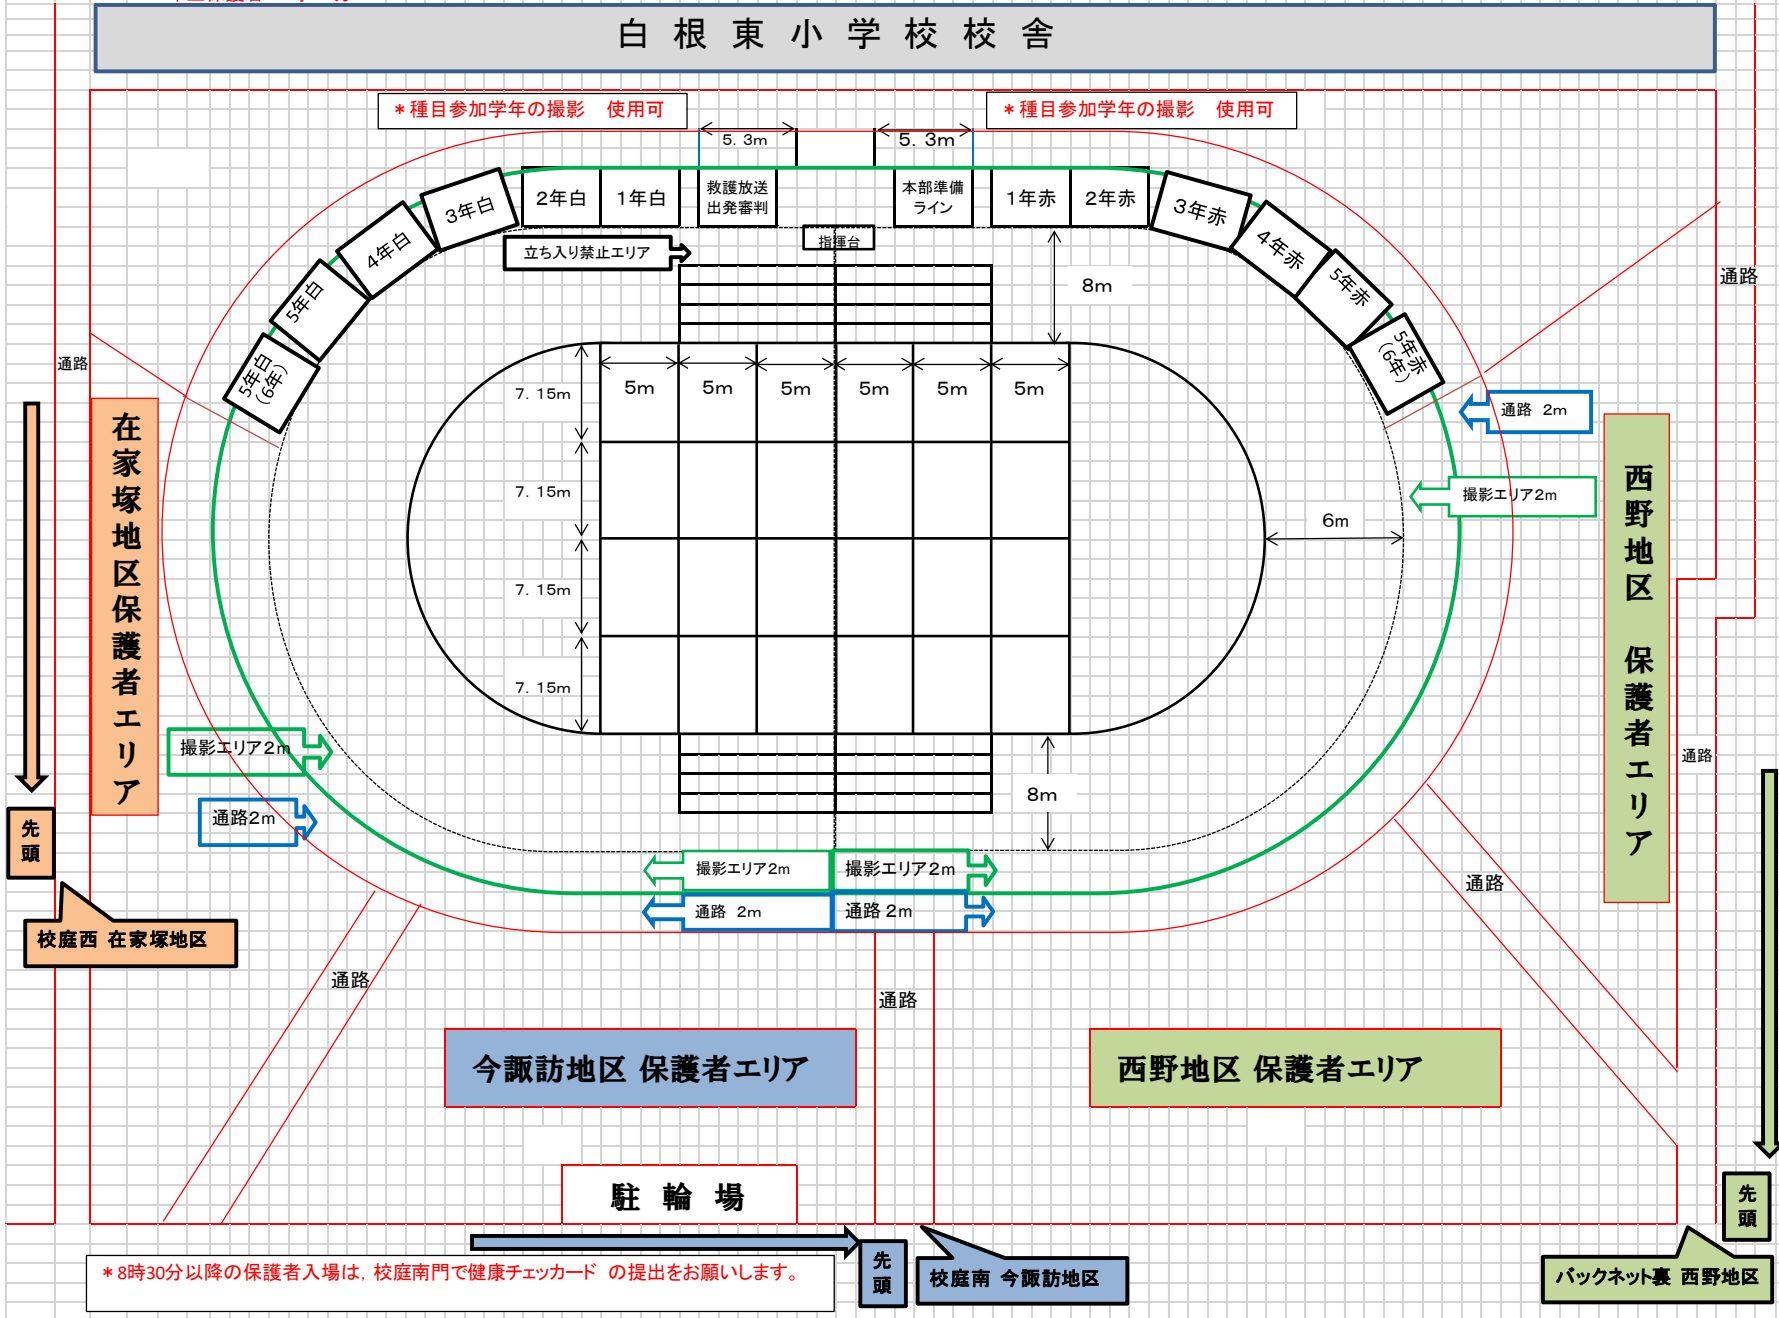 白根東小学校校舎
＊種目参加学年の撮影　使用可
＊種目参加学年の撮影　使用可
5.3m
5.3m
3年白
2年白
1年白
救護放送
出発審判
本部準備
ライン
1年赤
2年赤
3年赤
4年白
4年赤
5年白
5年赤
5年白
(6年)
5年赤
(6年)
立ち入り禁止エリア
指揮台
8m
通路
通路
5m
5m
5m
5m
5m
5m
7.15m
7.15m
7.15m
7.15m
通路 2m
撮影エリア2m
6m
在家塚地区保護者エリア
西野地区 保護者エリア
撮影エリア2m
通路2m
通路
8m
先頭
撮影エリア2m
撮影エリア2m
通路 2m
通路 2m
通路
校庭西 在家塚地区
通路
通路
今諏訪地区 保護者エリア
西野地区 保護者エリア
駐輪場
先頭
＊8時30分以降の保護者入場は，校庭南門で健康チェッカード の提出をお願いします。
先頭
校庭南 今諏訪地区
バックネット裏 西野地区